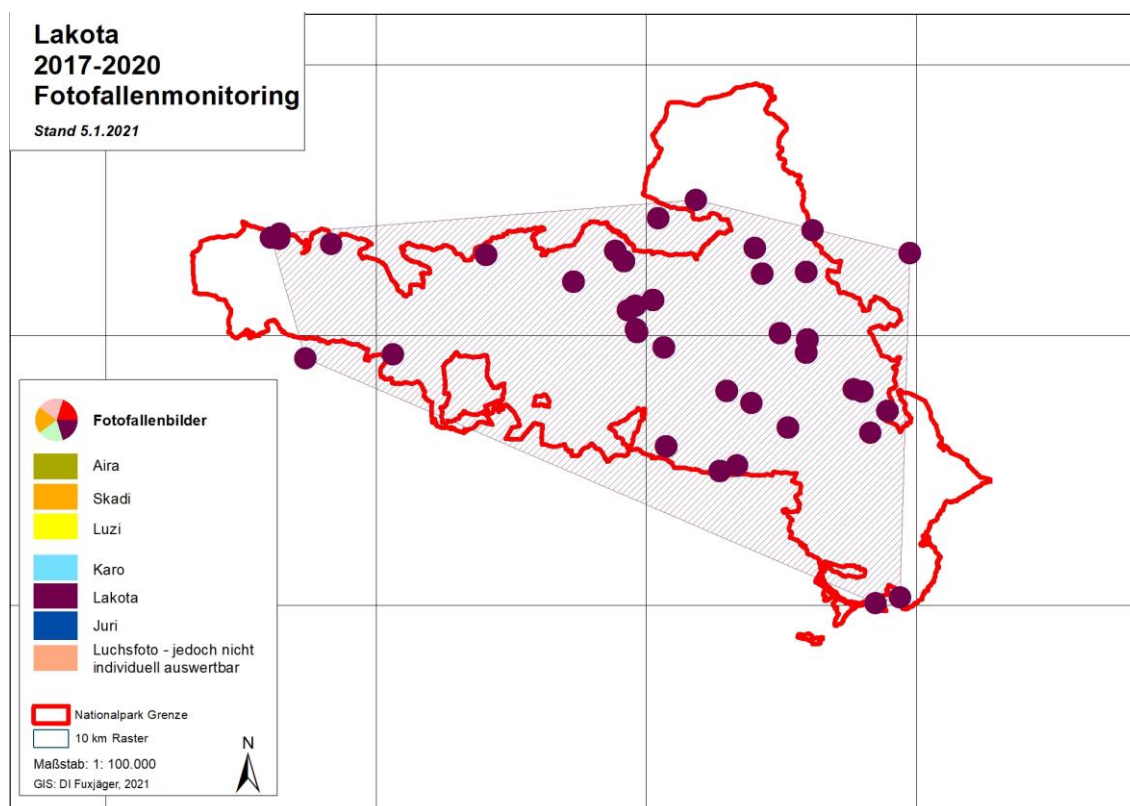 Lakota
2017-2020
Fotofallenmonitoring
Stand 5.1.2021
Fotofallenbilder
Aira
Skadi
Luzi
Karo
Lakota
Juri
Luchsfoto - jedoch nicht
individuell auswertbar
Nationalpark Grenze
10 km Raster
Maßstab: 1: 100.000
N
GIS: DI Fuxjäger, 2021